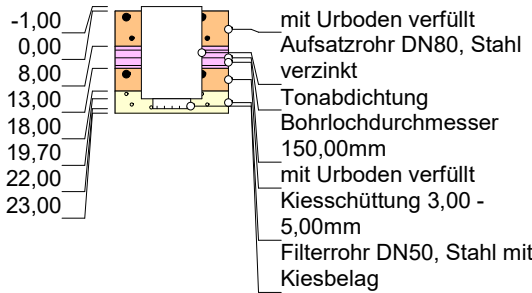 -1,00
0,00
8,00
13,00
18,00
19,70
22,00
23,00
mit Urboden verfüllt
Aufsatzrohr DN80, Stahl
verzinkt
Tonabdichtung
Bohrlochdurchmesser
150,00mm
mit Urboden verfüllt
Kiesschüttung 3,00 -
5,00mm
Filterrohr DN50, Stahl mit
Kiesbelag